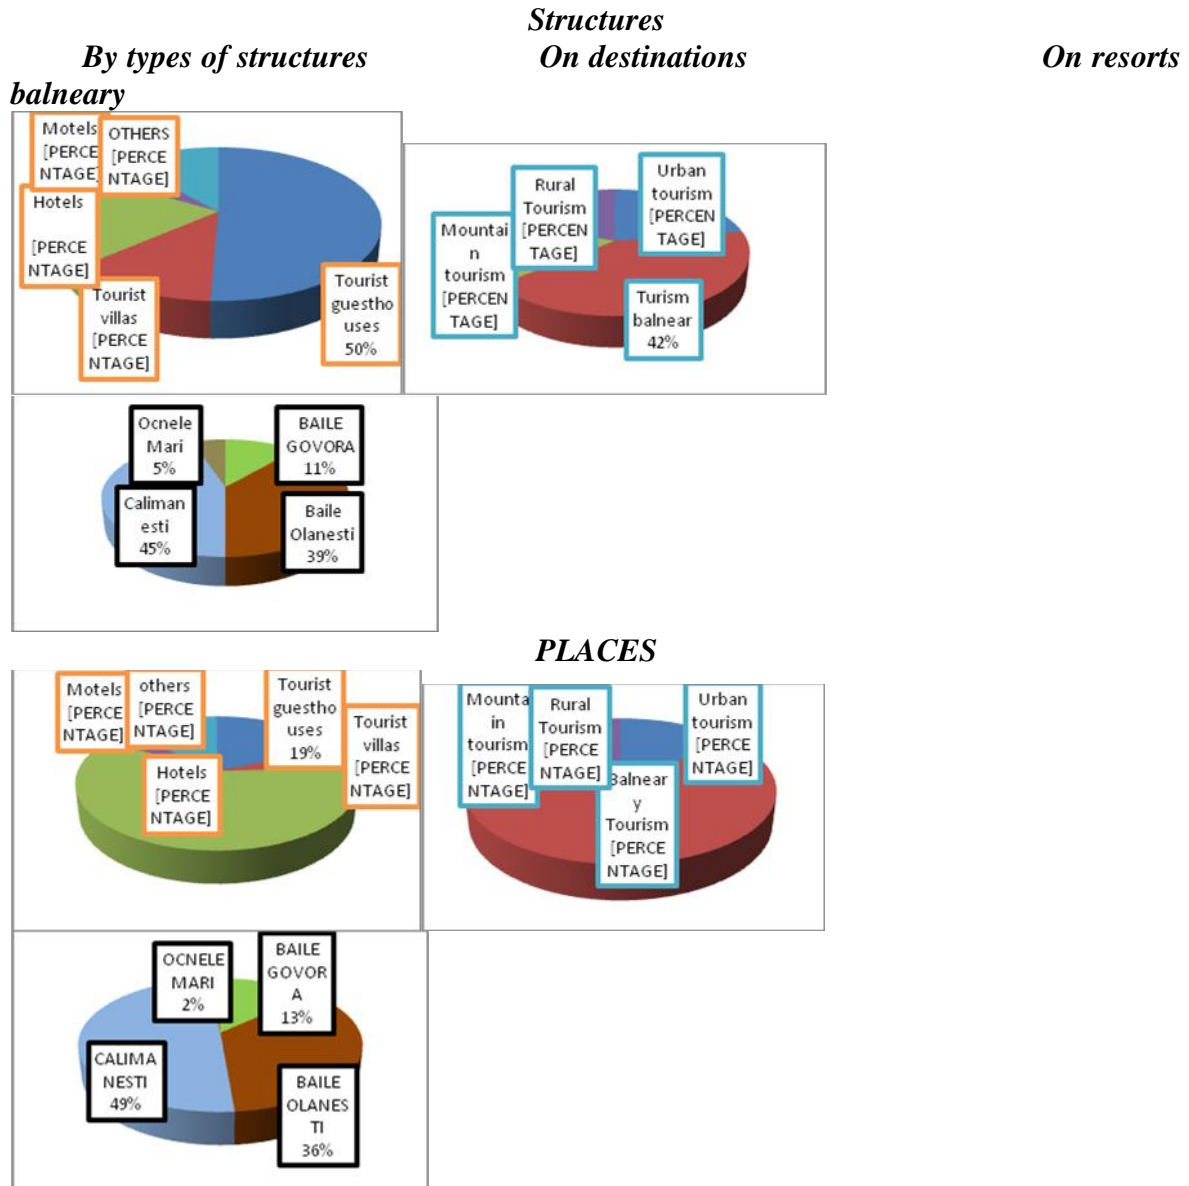 Structures
By types of structures On destinations On resorts
balneary
Motels
[PERCE
NTAGE]
OTHERS
[PERCE
NTAGE]
Hotels
[PERCE
NTAGE]
Tourist
villas
[PERCE
NTAGE]
Tourist
guestho
uses
50%
Mountai
n
tourism
[PERCEN
TAGE]
Rural
Tourism
[PERCEN
TAGE]
Urban
tourism
[PERCEN
TAGE]
Turism
balnear
42%
Ocnele
Mari
5%
BAILE
GOVORA
11%
Caliman
esti
45%
Baile
Olanesti
39%
PLACES
Motels
[PERCE
NTAGE]
others
[PERCE
NTAGE]
Tourist
guestho
uses
19%
Tourist
villas
[PERCE
NTAGE]
Hotels
[PERCE
NTAGE]
Mounta
in
tourism
[PERCE
NTAGE]
Rural
Tourism
[PERCE
NTAGE]
Urban
tourism
[PERCE
NTAGE]
Balnear
y
Tourism
[PERCE
NTAGE]
OCNELE
MARI
2%
BAILE
GOVOR
A
13%
CALIMA
NESTI
49%
BAILE
OLANES
TI
36%